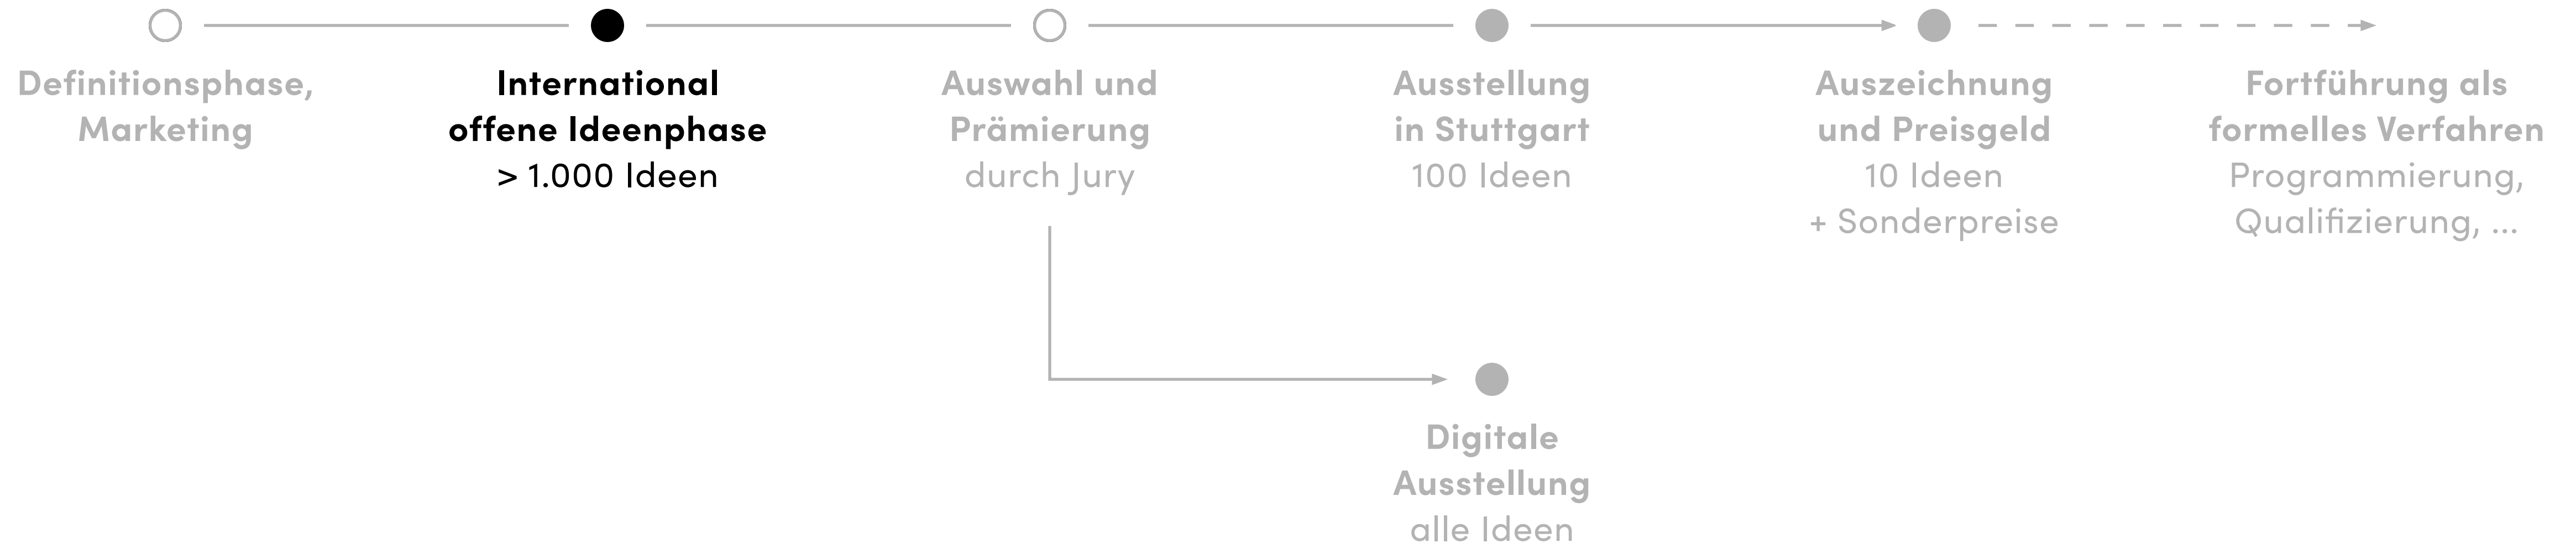 Definitionsphase,
Marketing
International
offene Ideenphase
> 1.000 Ideen
Auswahl und
Prämierung
durch Jury
Ausstellung
in Stuttgart
100 Ideen
Auszeichnung
und Preisgeld
10 Ideen
+ Sonderpreise
Fortführung als
formelles Verfahren
Programmierung,
Qualifizierung, ...
Digitale
Ausstellung
alle Ideen